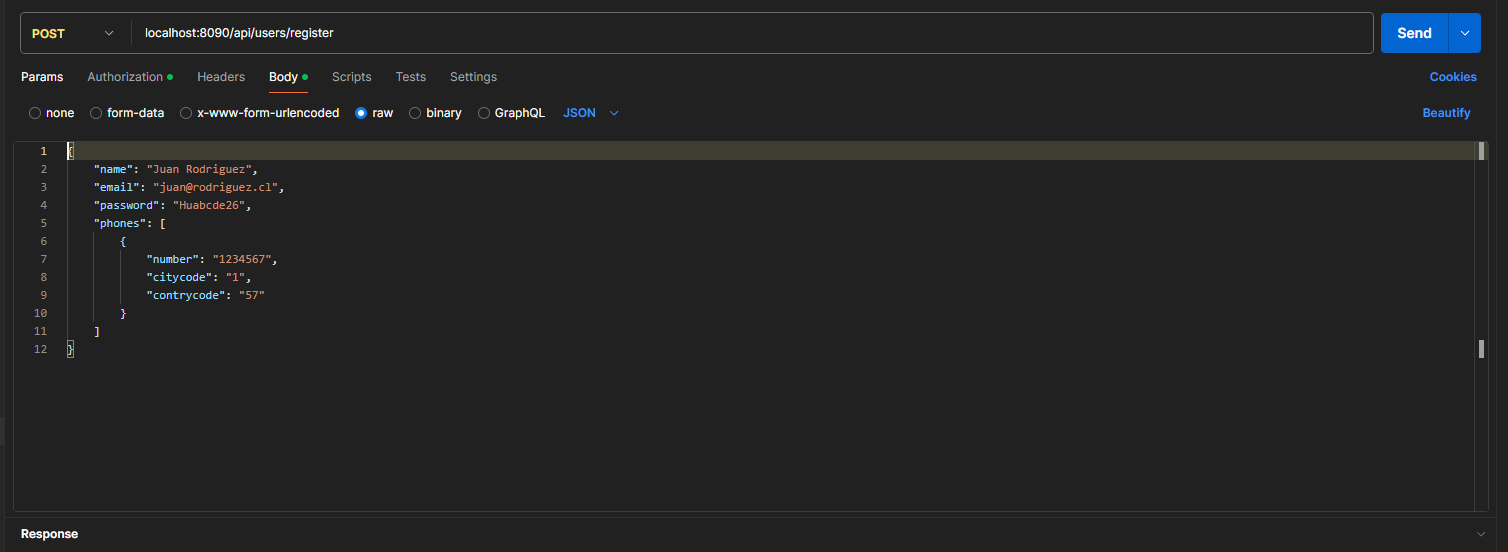 POST localhost:8090/api/users/register Send
Params Authorization Headers Body Scripts Tests Settings Cookies
none form-data x-www-form-urlencoded raw binary GraphQL JSON Beautify
1 {
2 "name": "Juan Rodriguez",
3 "email": "juan@rodriguez.cl",
4 "password": "Huabcde26",
5 "phones": [
6 {
7 "number": "1234567",
8 "citycode": "1",
9 "contrycode": "57"
10 }
11 ]
12 }
Response